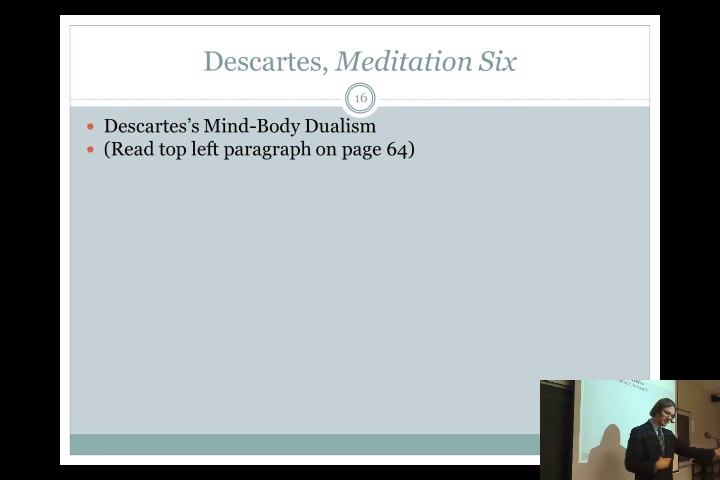 Descartes, Meditation Six
16
• Descartes's Mind-Body Dualism
• (Read top left paragraph on page 64)